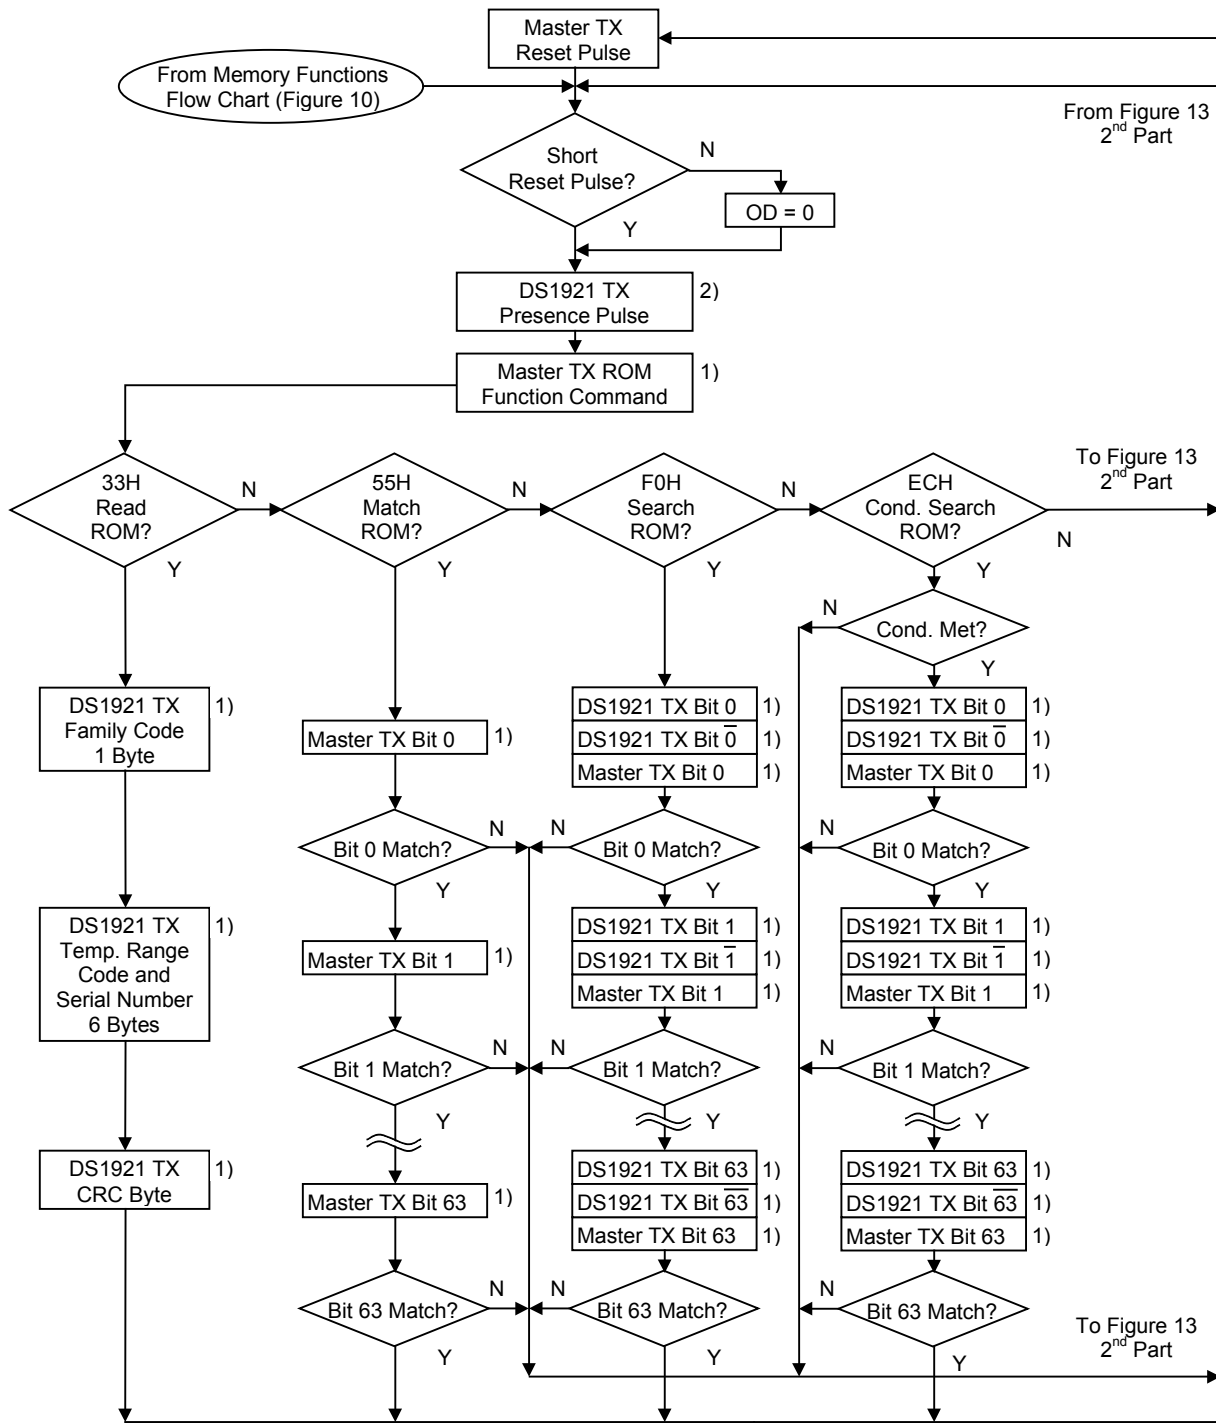 Master TX
Reset Pulse
From Memory Functions
Flow Chart (Figure 10)
From Figure 13
2nd Part
Short
Reset Pulse?
N
OD = 0
Y
DS1921 TX
Presence Pulse
2)
Master TX ROM
Function Command
1)
33H
Read
ROM?
N
Y
55H
Match
ROM?
N
Y
F0H
Search
ROM?
N
Y
ECH
Cond. Search
ROM?
N
Y
To Figure 13
2nd Part
N
Cond. Met?
Y
DS1921 TX
Family Code
1 Byte
1)
Master TX Bit 0
1)
DS1921 TX Bit 0
1)
DS1921 TX Bit 0̅
1)
Master TX Bit 0
1)
DS1921 TX Bit 0
1)
DS1921 TX Bit 0̅
1)
Master TX Bit 0
1)
Bit 0 Match?
N
Y
N
Bit 0 Match?
Y
N
Bit 0 Match?
Y
DS1921 TX
Temp. Range
Code and
Serial Number
6 Bytes
1)
Master TX Bit 1
1)
DS1921 TX Bit 1
1)
DS1921 TX Bit 1̅
1)
Master TX Bit 1
1)
DS1921 TX Bit 1
1)
DS1921 TX Bit 1̅
1)
Master TX Bit 1
1)
Bit 1 Match?
N
Y
N
Bit 1 Match?
Y
N
Bit 1 Match?
Y
DS1921 TX
CRC Byte
1)
Master TX Bit 63
1)
DS1921 TX Bit 63
1)
DS1921 TX Bit 6̅3̅
1)
Master TX Bit 63
1)
DS1921 TX Bit 63
1)
DS1921 TX Bit 6̅3̅
1)
Master TX Bit 63
1)
Bit 63 Match?
N
Y
N
Bit 63 Match?
Y
N
Bit 63 Match?
Y
To Figure 13
2nd Part